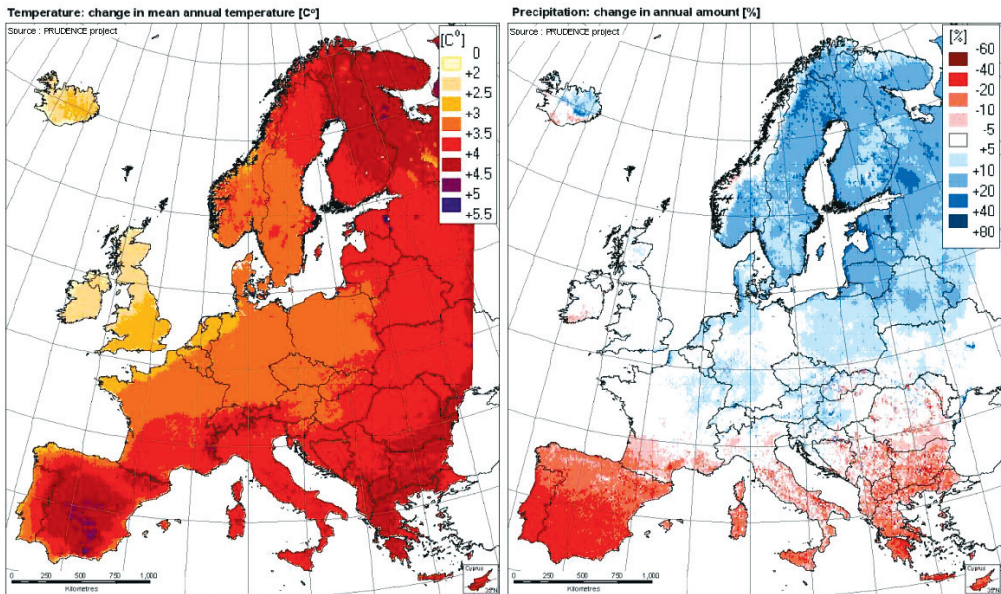 Temperature: change in mean annual temperature [C°]
Source : PRUDENCE project
[C⁰]
0
+2
+2.5
+3
+3.5
+4
+4.5
+5
+5.5
0 250 500 750 1,000
Kilometres
Cyprus
Precipitation: change in annual amount [%]
Source : PRUDENCE project
[%]
-60
-40
-20
-10
-5
+5
+10
+20
+40
+80
0 250 500 750 1,000
Kilometres
Cyprus